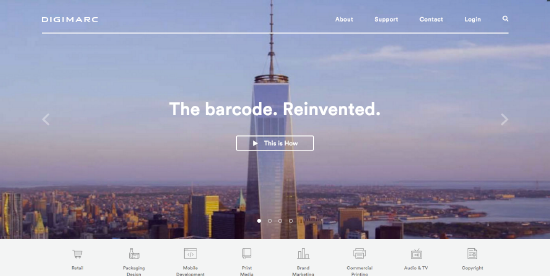 DIGIMARC
About Support Contact Login
The barcode. Reinvented.
This is How
Retail
Packaging
Design
Mobile
Development
Print
Media
Brand
Marketing
Commercial
Printing
Audio & TV
Copyright